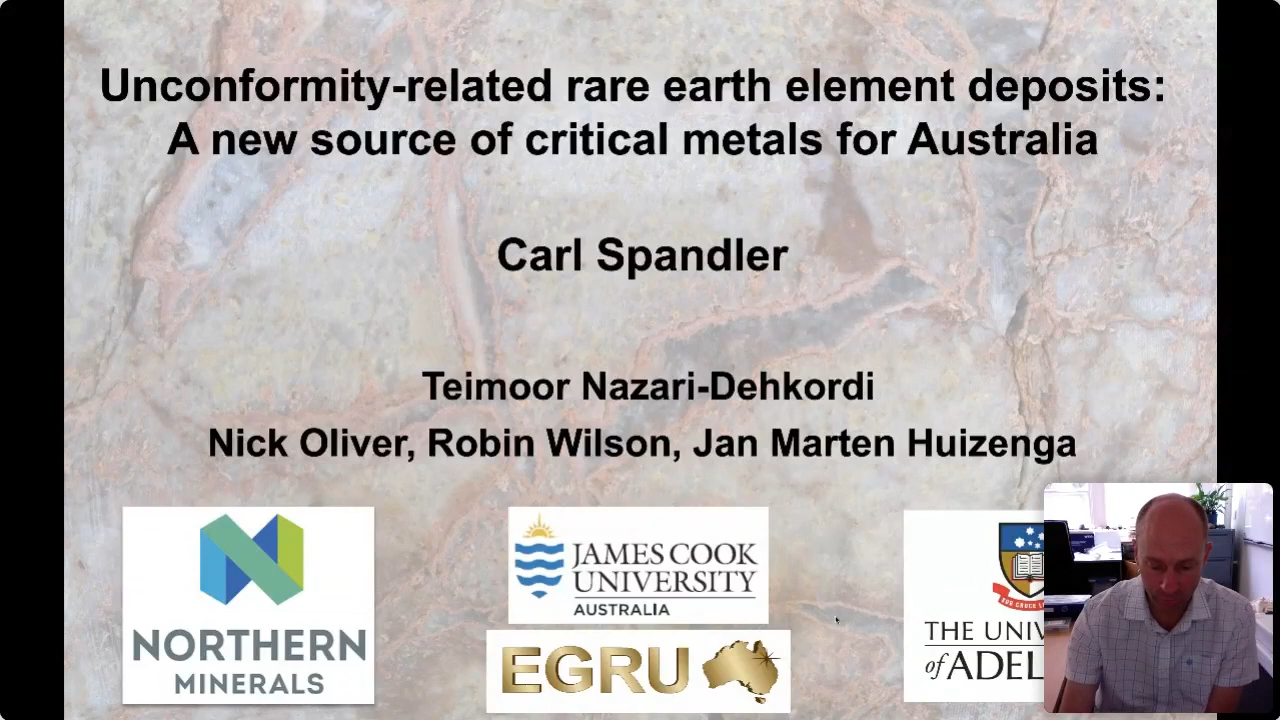 Unconformity-related rare earth element deposits:
A new source of critical metals for Australia
Carl Spandler
Teimoor Nazari-Dehkordi
Nick Oliver, Robin Wilson, Jan Marten Huizenga
NORTHERN
MINERALS
JAMES COOK
UNIVERSITY
AUSTRALIA
EGRU
THE UNIV
of ADEL